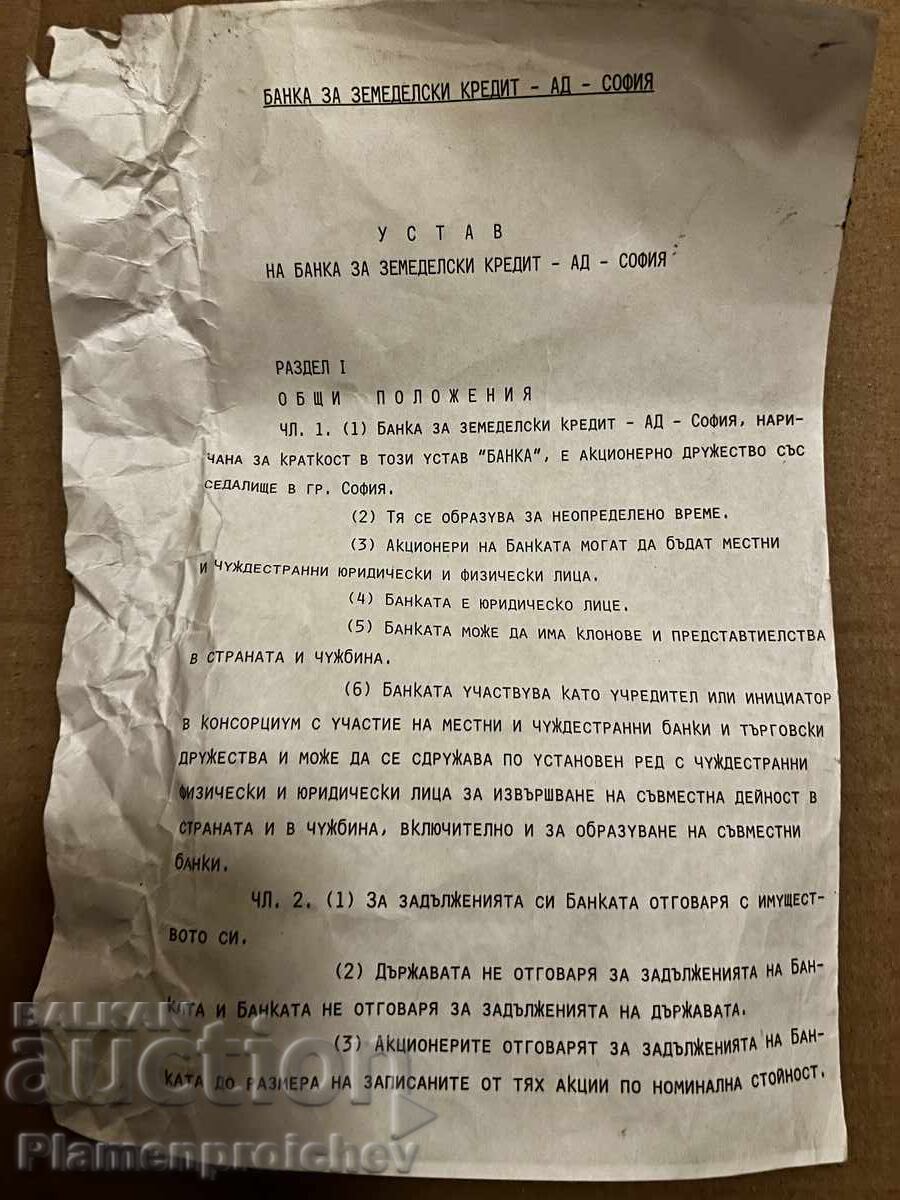 БАНКА ЗА ЗЕМЕДЕЛСКИ КРЕДИТ - АД - СОФИЯ
У С Т А В
НА БАНКА ЗА ЗЕМЕДЕЛСКИ КРЕДИТ - АД - СОФИЯ
РАЗДЕЛ I
ОБЩИ ПОЛОЖЕНИЯ
ЧЛ. 1. (1) БАНКА ЗА ЗЕМЕДЕЛСКИ КРЕДИТ - АД - СОФИЯ, НАРИ-
ЧАНА ЗА КРАТКОСТ В ТОЗИ УСТАВ "БАНКА", Е АКЦИОНЕРНО ДРУЖЕСТВО СЪС
СЕДАЛИЩЕ В ГР. СОФИЯ.
(2) ТЯ СЕ ОБРАЗУВА ЗА НЕОПРЕДЕЛЕНО ВРЕМЕ.
(3) АКЦИОНЕРИ НА БАНКАТА МОГАТ ДА БЪДАТ МЕСТНИ
И ЧУЖДЕСТРАННИ ЮРИДИЧЕСКИ И ФИЗИЧЕСКИ ЛИЦА.
(4) БАНКАТА Е ЮРИДИЧЕСКО ЛИЦЕ.
(5) БАНКАТА МОЖЕ ДА ИМА КЛОНОВЕ И ПРЕДСТАВТИЕЛСТВА
В СТРАНАТА И ЧУЖБИНА.
(6) БАНКАТА УЧАСТВУВА КАТО УЧРЕДИТЕЛ ИЛИ ИНИЦИАТОР
В КОНСОРЦИУМ С УЧАСТИЕ НА МЕСТНИ И ЧУЖДЕСТРАННИ БАНКИ И ТЪРГОВСКИ
ДРУЖЕСТВА И МОЖЕ ДА СЕ СДРУЖАВА ПО УСТАНОВЕН РЕД С ЧУЖДЕСТРАННИ
ФИЗИЧЕСКИ И ЮРИДИЧЕСКИ ЛИЦА ЗА ИЗВЪРШВАНЕ НА СЪВМЕСТНА ДЕЙНОСТ В
СТРАНАТА И В ЧУЖБИНА, ВКЛЮЧИТЕЛНО И ЗА ОБРАЗУВАНЕ НА СЪВМЕСТНИ
БАНКИ.
ЧЛ. 2. (1) ЗА ЗАДЪЛЖЕНИЯТА СИ БАНКАТА ОТГОВАРЯ С ИМУЩЕСТ-
ВОТО СИ.
(2) ДЪРЖАВАТА НЕ ОТГОВАРЯ ЗА ЗАДЪЛЖЕНИЯТА НА БАН-
КАТА И БАНКАТА НЕ ОТГОВАРЯ ЗА ЗАДЪЛЖЕНИЯТА НА ДЪРЖАВАТА.
(3) АКЦИОНЕРИТЕ ОТГОВАРЯТ ЗА ЗАДЪЛЖЕНИЯТА НА БАН-
КАТА ДО РАЗМЕРА НА ЗАПИСАНИТЕ ОТ ТЯХ АКЦИИ ПО НОМИНАЛНА СТОЙНОСТ.
BALKAN
auction
Plamenproichev